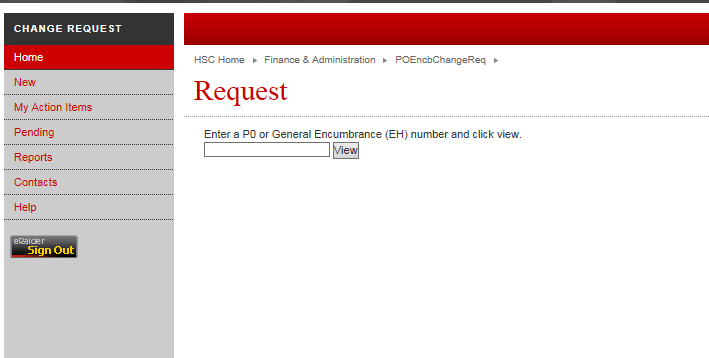 CHANGE REQUEST
Home
New
My Action Items
Pending
Reports
Contacts
Help
eRaider
Sign Out
HSC Home
Finance & Administration
POEncbChangeReq
Request
Enter a P0 or General Encumbrance (EH) number and click view.
View